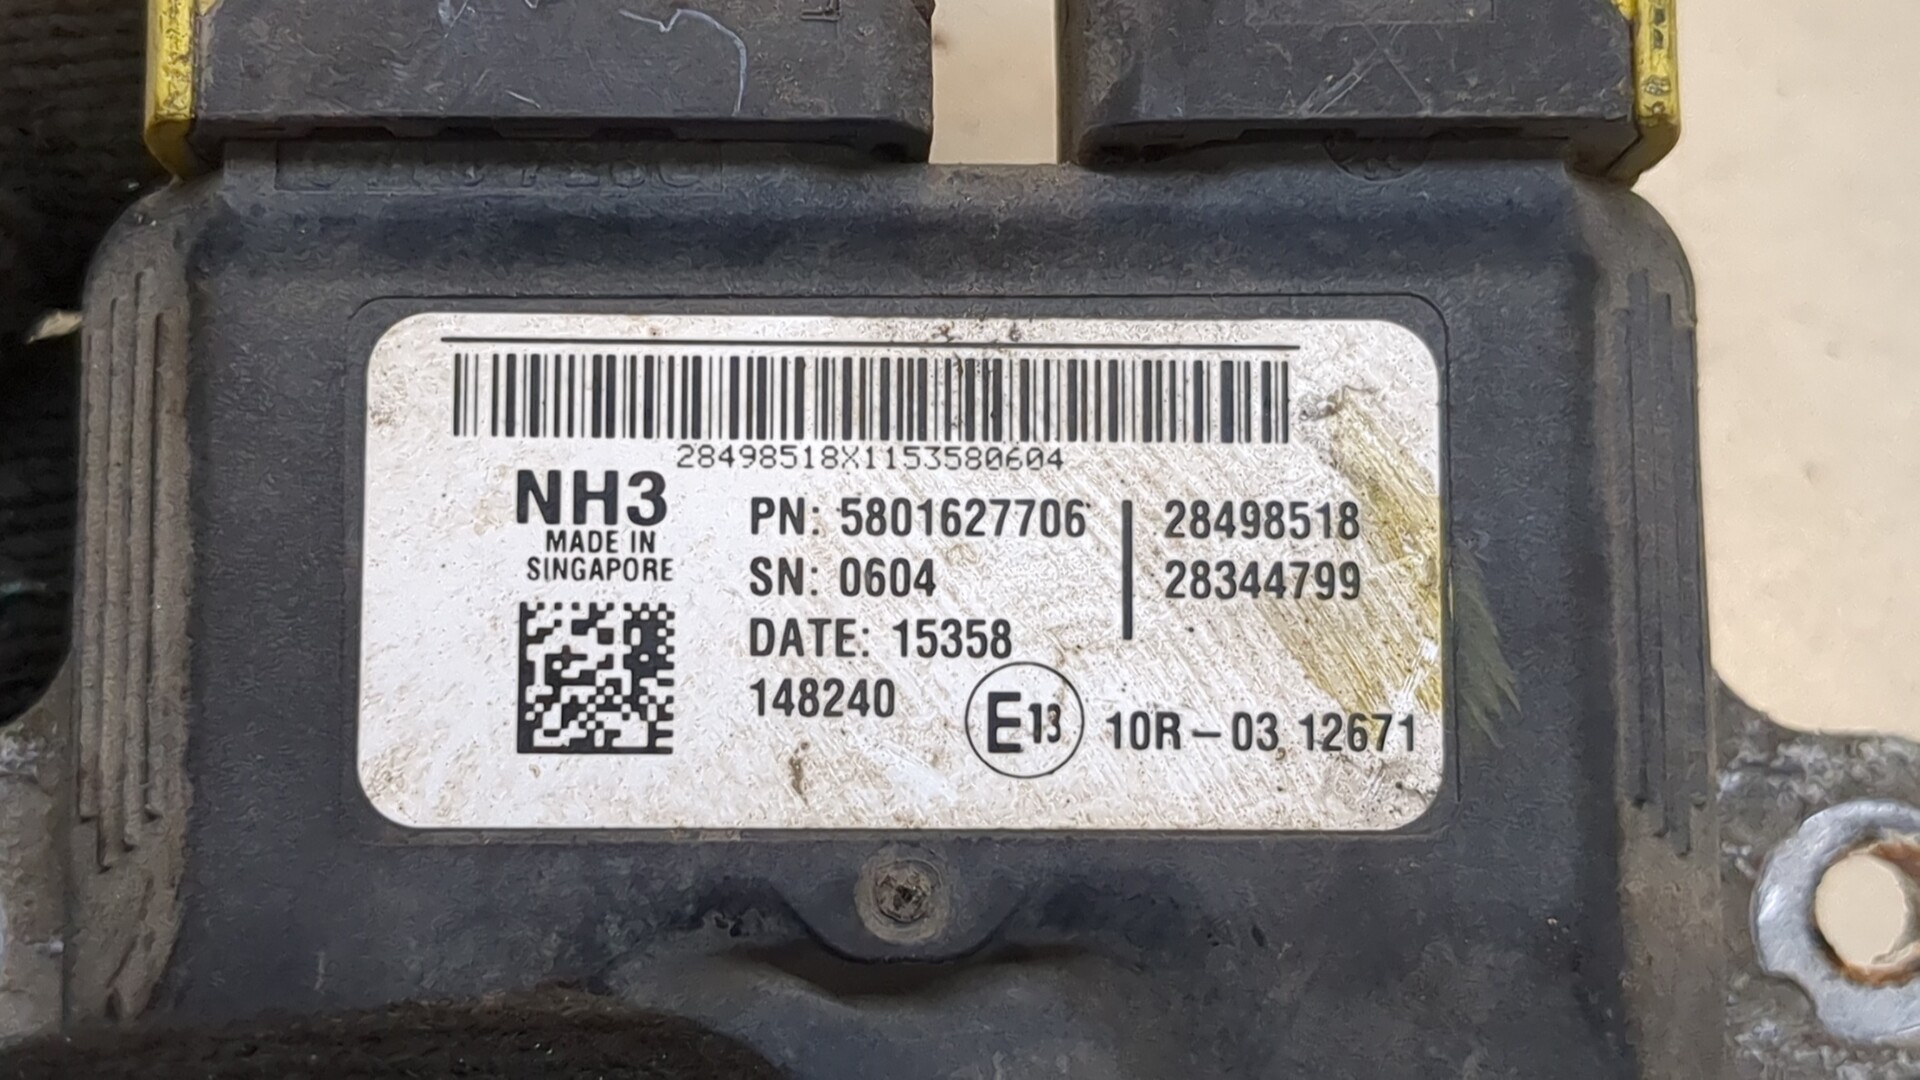 28498518X1153580604
NH3
MADE IN
SINGAPORE
PN: 5801627706
SN: 0604
DATE: 15358
148240
28498518
28344799
E13 10R-03 12671